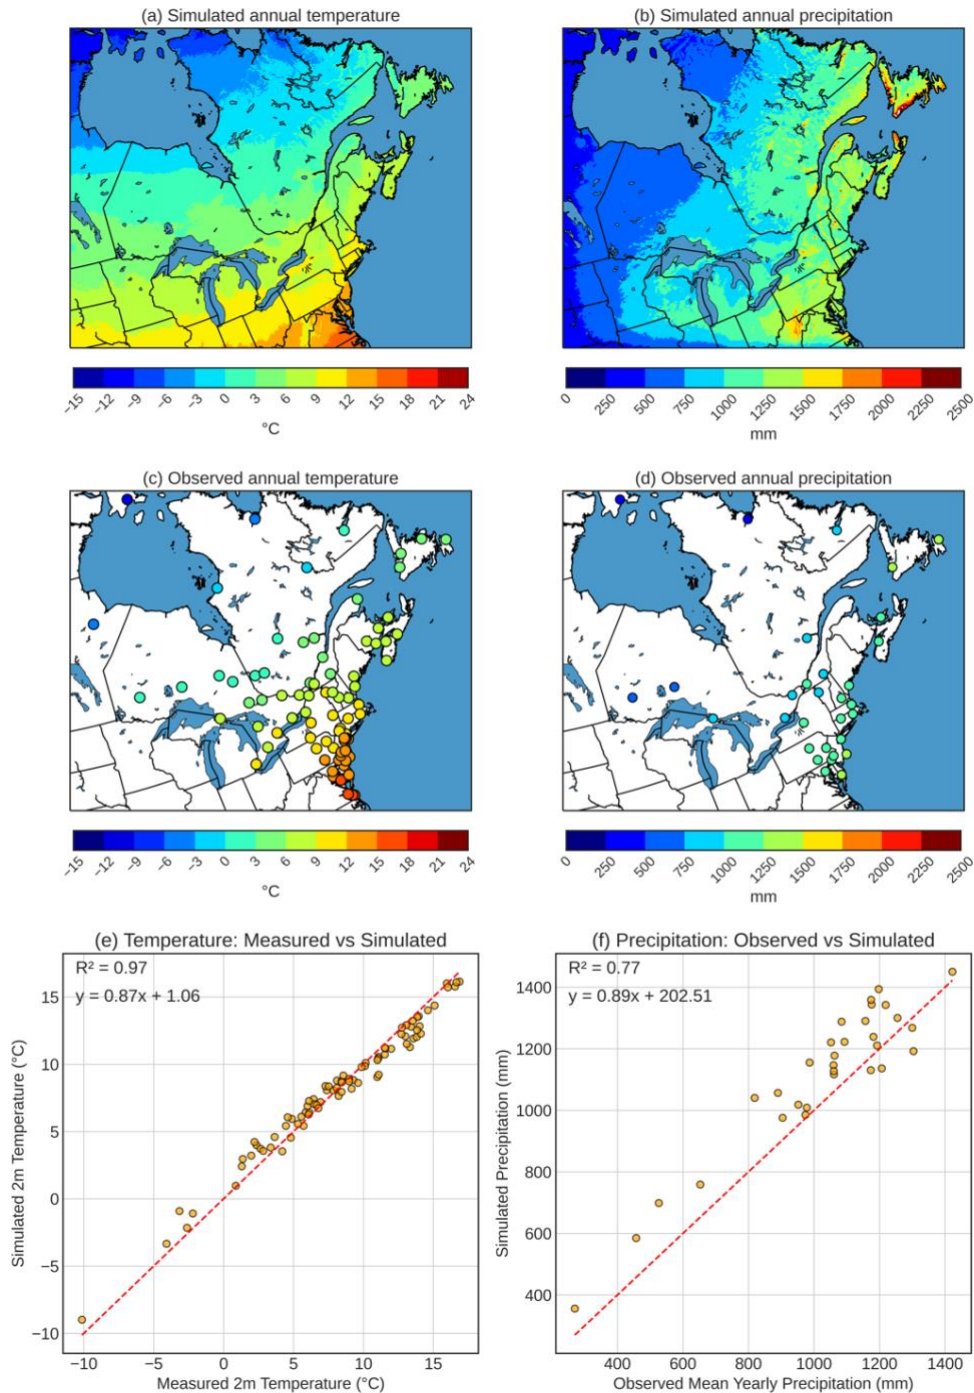 (a) Simulated annual temperature
(b) Simulated annual precipitation
−15 −12 −9 −6 −3 0 3 6 9 12 15 18 21 24
°C
0 250 500 750 1000 1250 1500 1750 2000 2250 2500
mm
(c) Observed annual temperature
(d) Observed annual precipitation
−15 −12 −9 −6 −3 0 3 6 9 12 15 18 21 24
°C
0 250 500 750 1000 1250 1500 1750 2000 2250 2500
mm
(e) Temperature: Measured vs Simulated
R² = 0.97
y = 0.87x + 1.06
Simulated 2m Temperature (°C)
15
10
5
0
−5
−10
−10 −5 0 5 10 15
Measured 2m Temperature (°C)
(f) Precipitation: Observed vs Simulated
R² = 0.77
y = 0.89x + 202.51
Simulated Precipitation (mm)
1400
1200
1000
800
600
400
400 600 800 1000 1200 1400
Observed Mean Yearly Precipitation (mm)